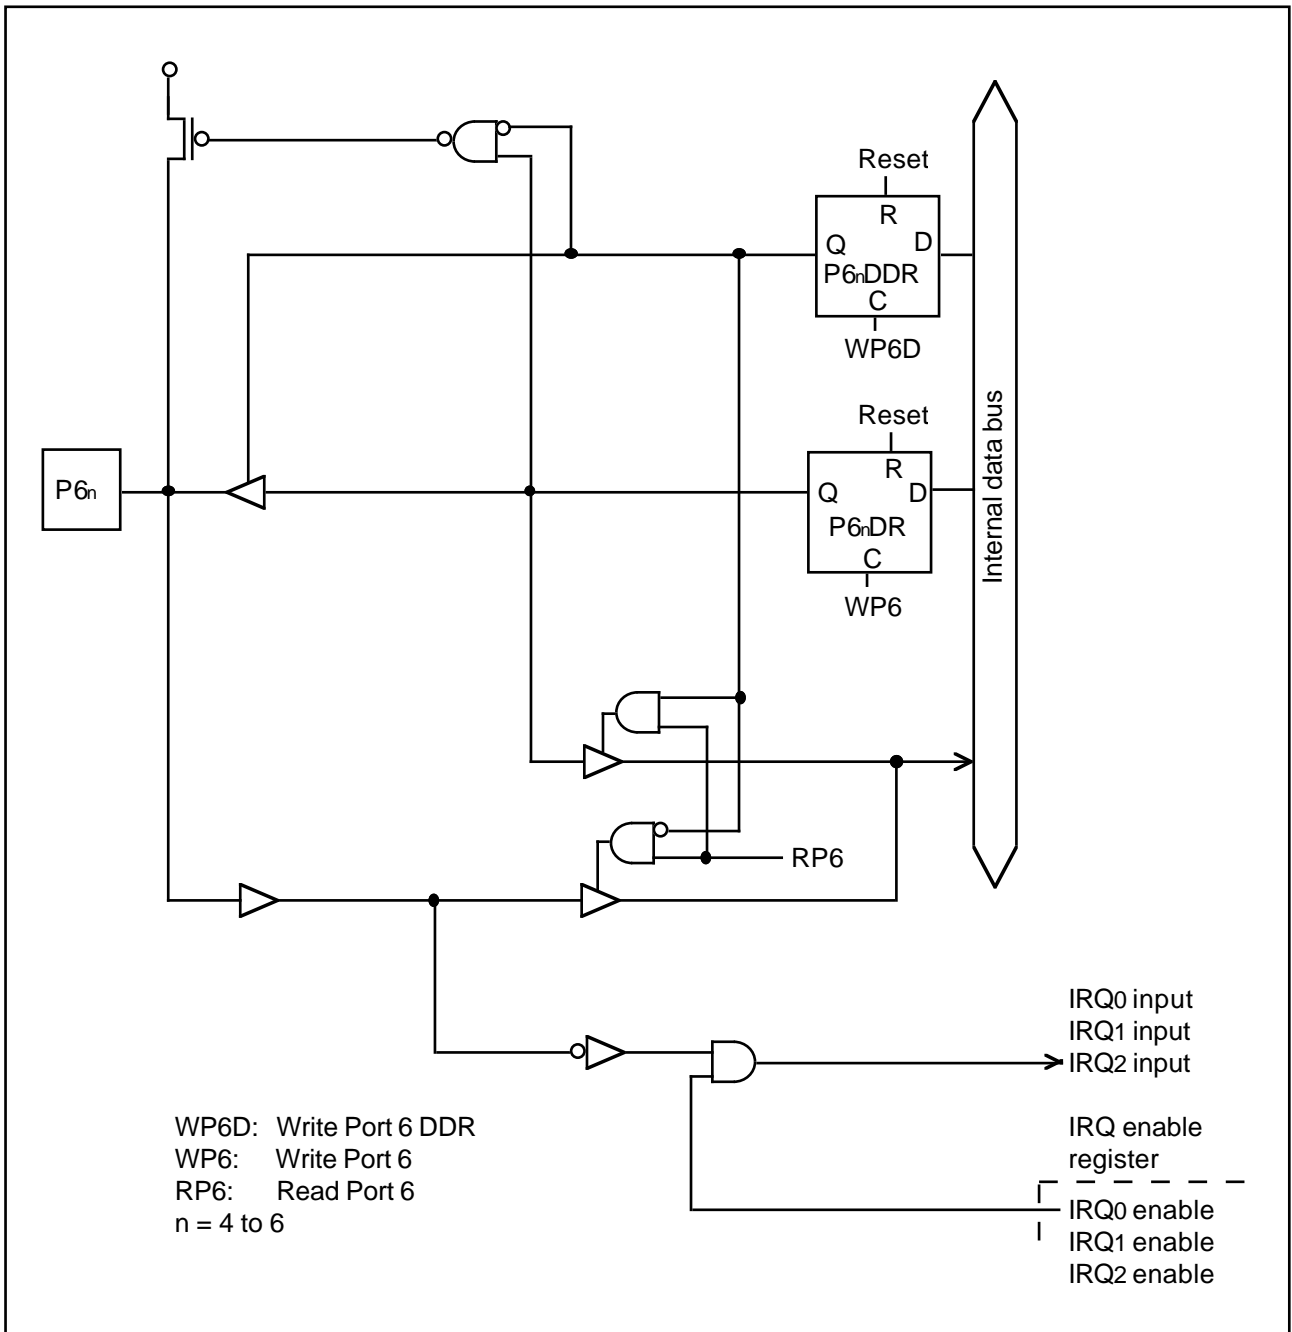 Reset
R
Q D
P6nDDR
C
WP6D
Reset
R
Q D
P6nDR
C
WP6
P6n
Internal data bus
RP6
IRQ0 input
IRQ1 input
IRQ2 input
WP6D: Write Port 6 DDR
WP6: Write Port 6
RP6: Read Port 6
n = 4 to 6
IRQ enable
register
IRQ0 enable
IRQ1 enable
IRQ2 enable